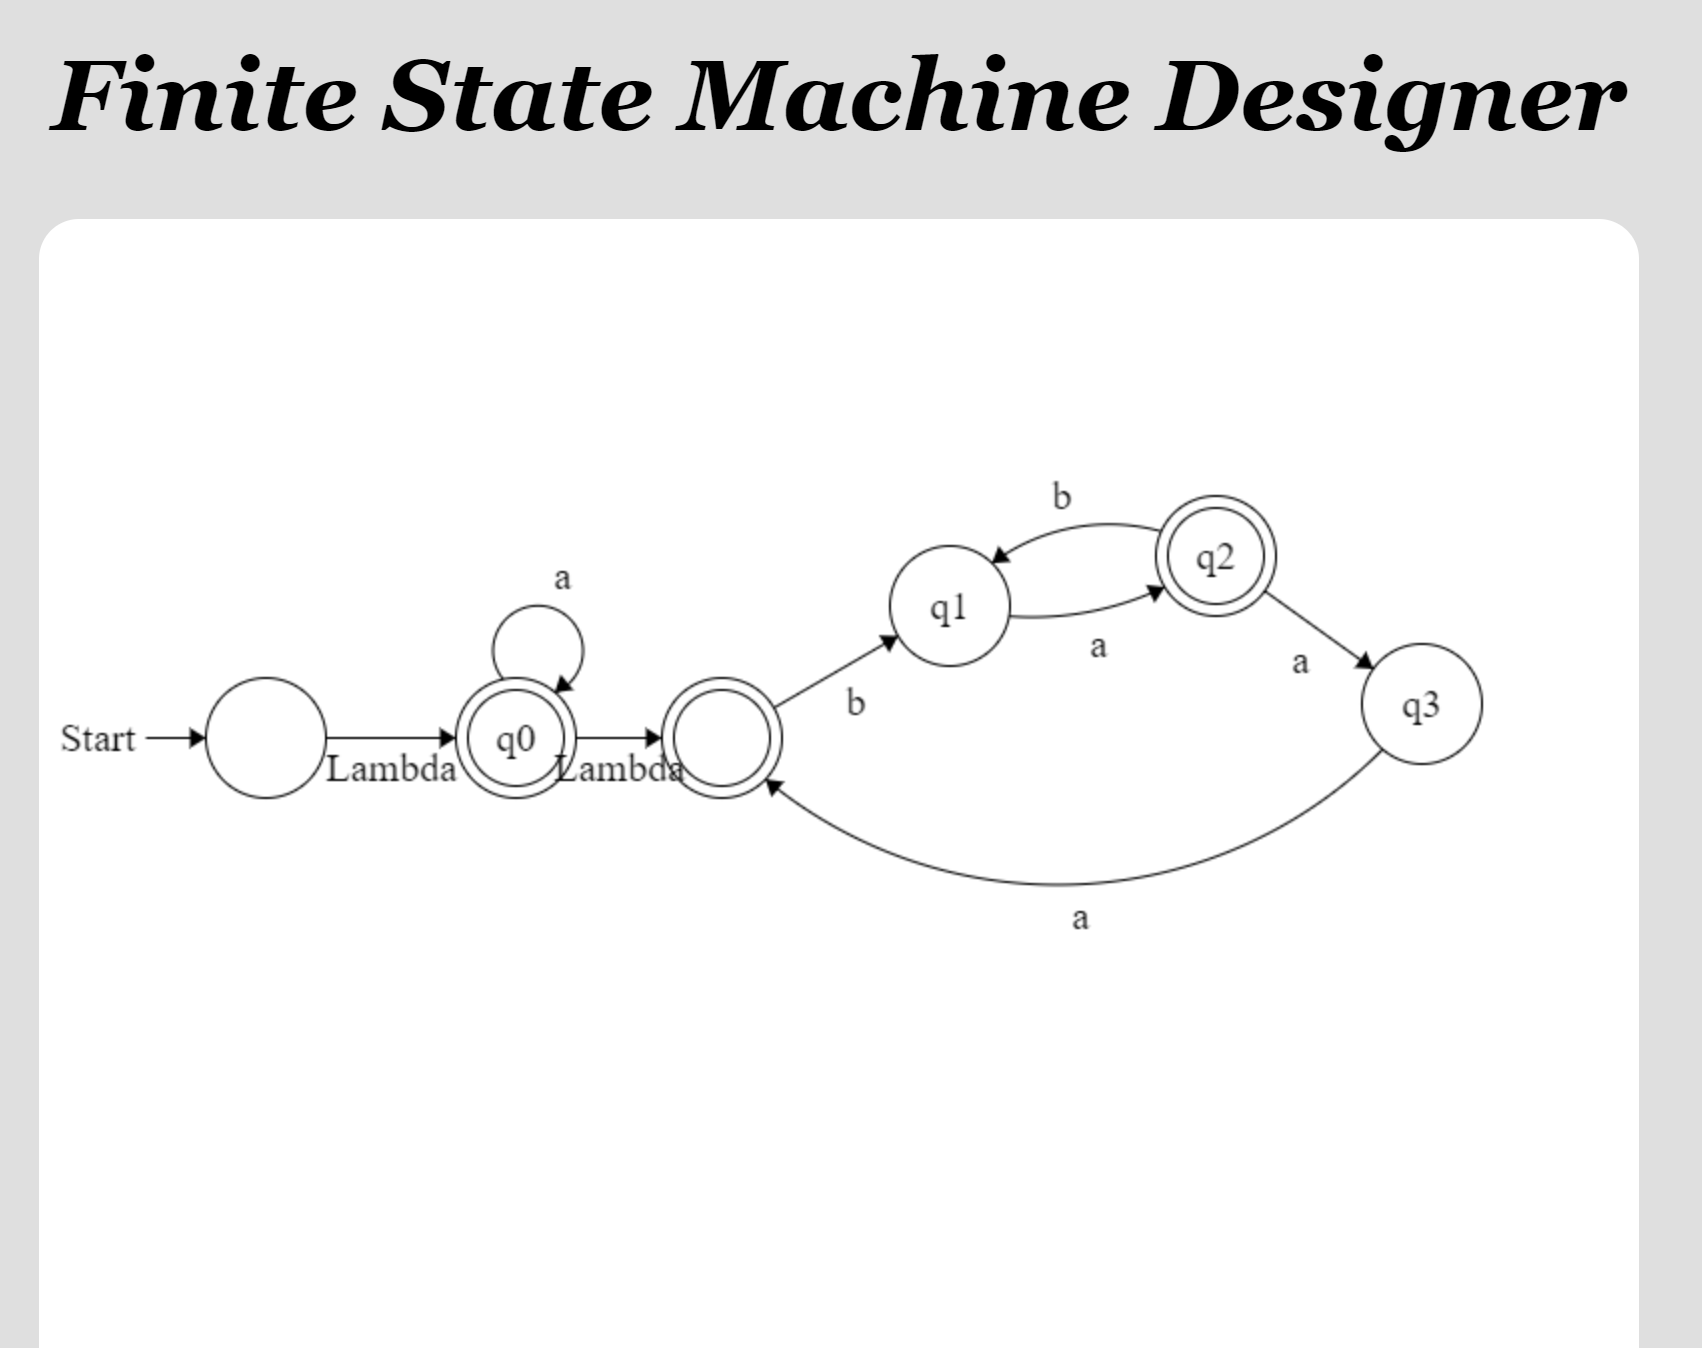 Finite State Machine Designer
b
q2
a
q1
a
a
q3
b
Start
q0
Lambda
Lambda
a